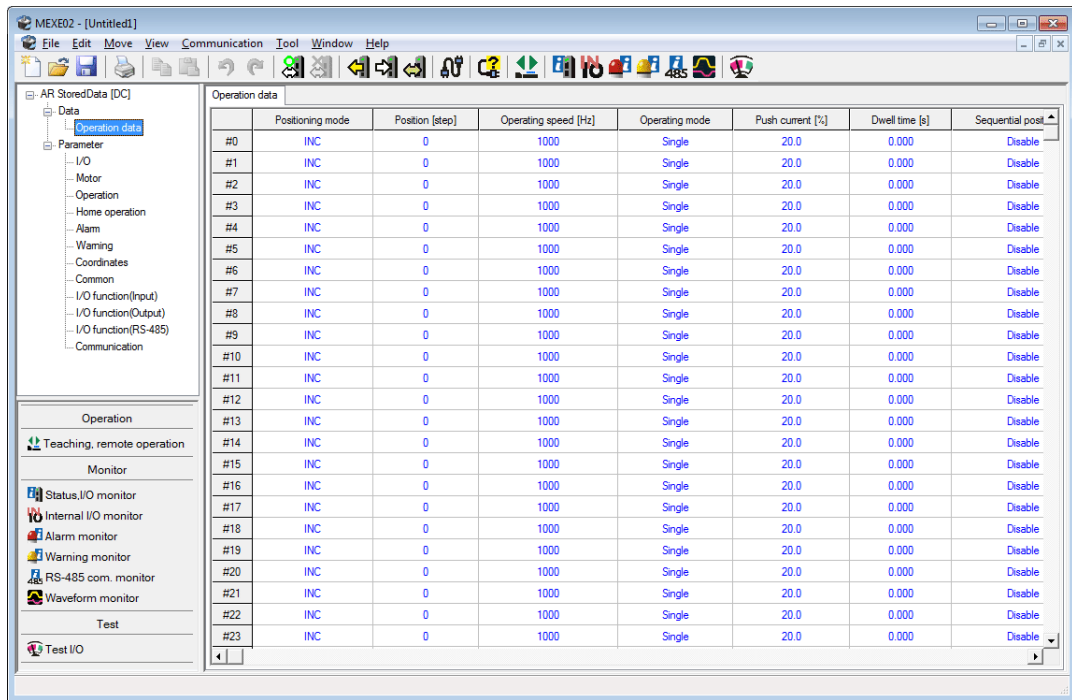 MEXE02 - [Untitled1]
File Edit Move View Communication Tool Window Help
AR StoredData [DC]
Data
Operation data
Parameter
I/O
Motor
Operation
Home operation
Alarm
Warning
Coordinates
Common
I/O function(Input)
I/O function(Output)
I/O function(RS-485)
Communication
Operation
Teaching, remote operation
Monitor
Status,I/O monitor
Internal I/O monitor
Alarm monitor
Warning monitor
RS-485 com. monitor
Waveform monitor
Test
Test I/O
Operation data
Positioning mode Position [step] Operating speed [Hz] Operating mode Push current [%] Dwell time [s] Sequential posit
#0 INC 0 1000 Single 20.0 0.000 Disable
#1 INC 0 1000 Single 20.0 0.000 Disable
#2 INC 0 1000 Single 20.0 0.000 Disable
#3 INC 0 1000 Single 20.0 0.000 Disable
#4 INC 0 1000 Single 20.0 0.000 Disable
#5 INC 0 1000 Single 20.0 0.000 Disable
#6 INC 0 1000 Single 20.0 0.000 Disable
#7 INC 0 1000 Single 20.0 0.000 Disable
#8 INC 0 1000 Single 20.0 0.000 Disable
#9 INC 0 1000 Single 20.0 0.000 Disable
#10 INC 0 1000 Single 20.0 0.000 Disable
#11 INC 0 1000 Single 20.0 0.000 Disable
#12 INC 0 1000 Single 20.0 0.000 Disable
#13 INC 0 1000 Single 20.0 0.000 Disable
#14 INC 0 1000 Single 20.0 0.000 Disable
#15 INC 0 1000 Single 20.0 0.000 Disable
#16 INC 0 1000 Single 20.0 0.000 Disable
#17 INC 0 1000 Single 20.0 0.000 Disable
#18 INC 0 1000 Single 20.0 0.000 Disable
#19 INC 0 1000 Single 20.0 0.000 Disable
#20 INC 0 1000 Single 20.0 0.000 Disable
#21 INC 0 1000 Single 20.0 0.000 Disable
#22 INC 0 1000 Single 20.0 0.000 Disable
#23 INC 0 1000 Single 20.0 0.000 Disable